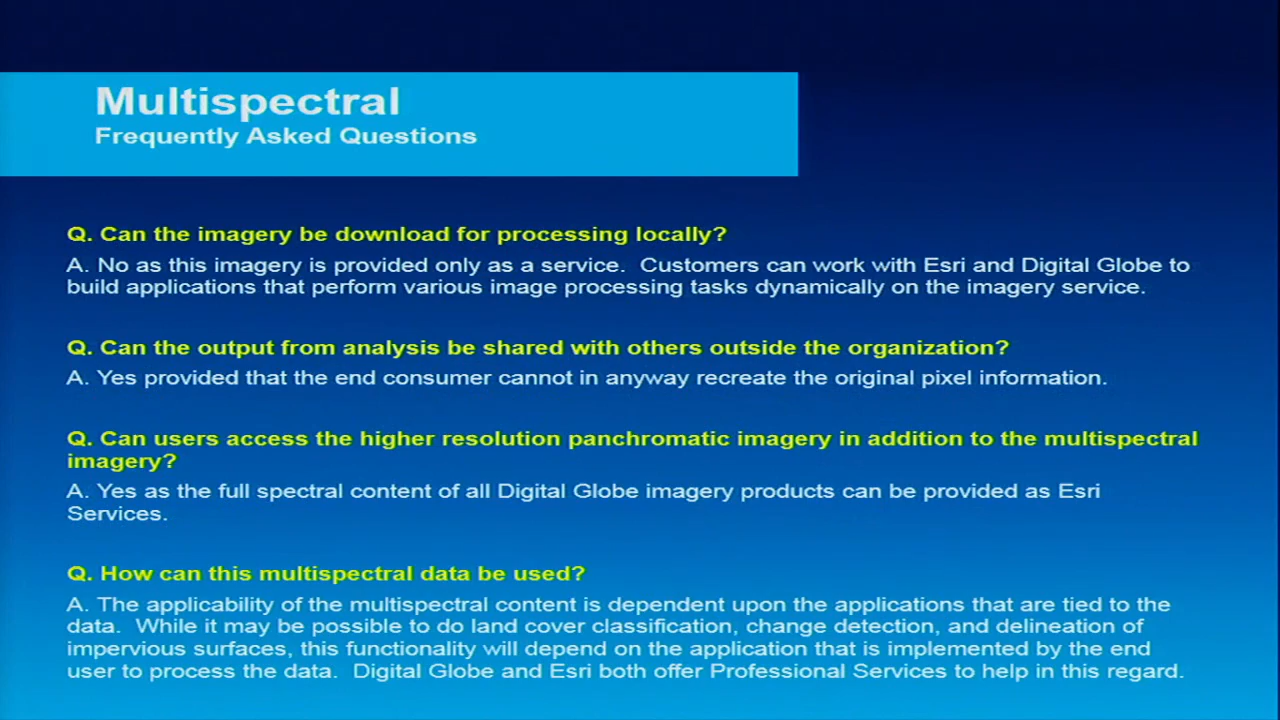 Multispectral
Frequently Asked Questions
Q. Can the imagery be download for processing locally?
A. No as this imagery is provided only as a service. Customers can work with Esri and Digital Globe to
build applications that perform various image processing tasks dynamically on the imagery service.
Q. Can the output from analysis be shared with others outside the organization?
A. Yes provided that the end consumer cannot in anyway recreate the original pixel information.
Q. Can users access the higher resolution panchromatic imagery in addition to the multispectral
imagery?
A. Yes as the full spectral content of all Digital Globe imagery products can be provided as Esri
Services.
Q. How can this multispectral data be used?
A. The applicability of the multispectral content is dependent upon the applications that are tied to the
data. While it may be possible to do land cover classification, change detection, and delineation of
impervious surfaces, this functionality will depend on the application that is implemented by the end
user to process the data. Digital Globe and Esri both offer Professional Services to help in this regard.